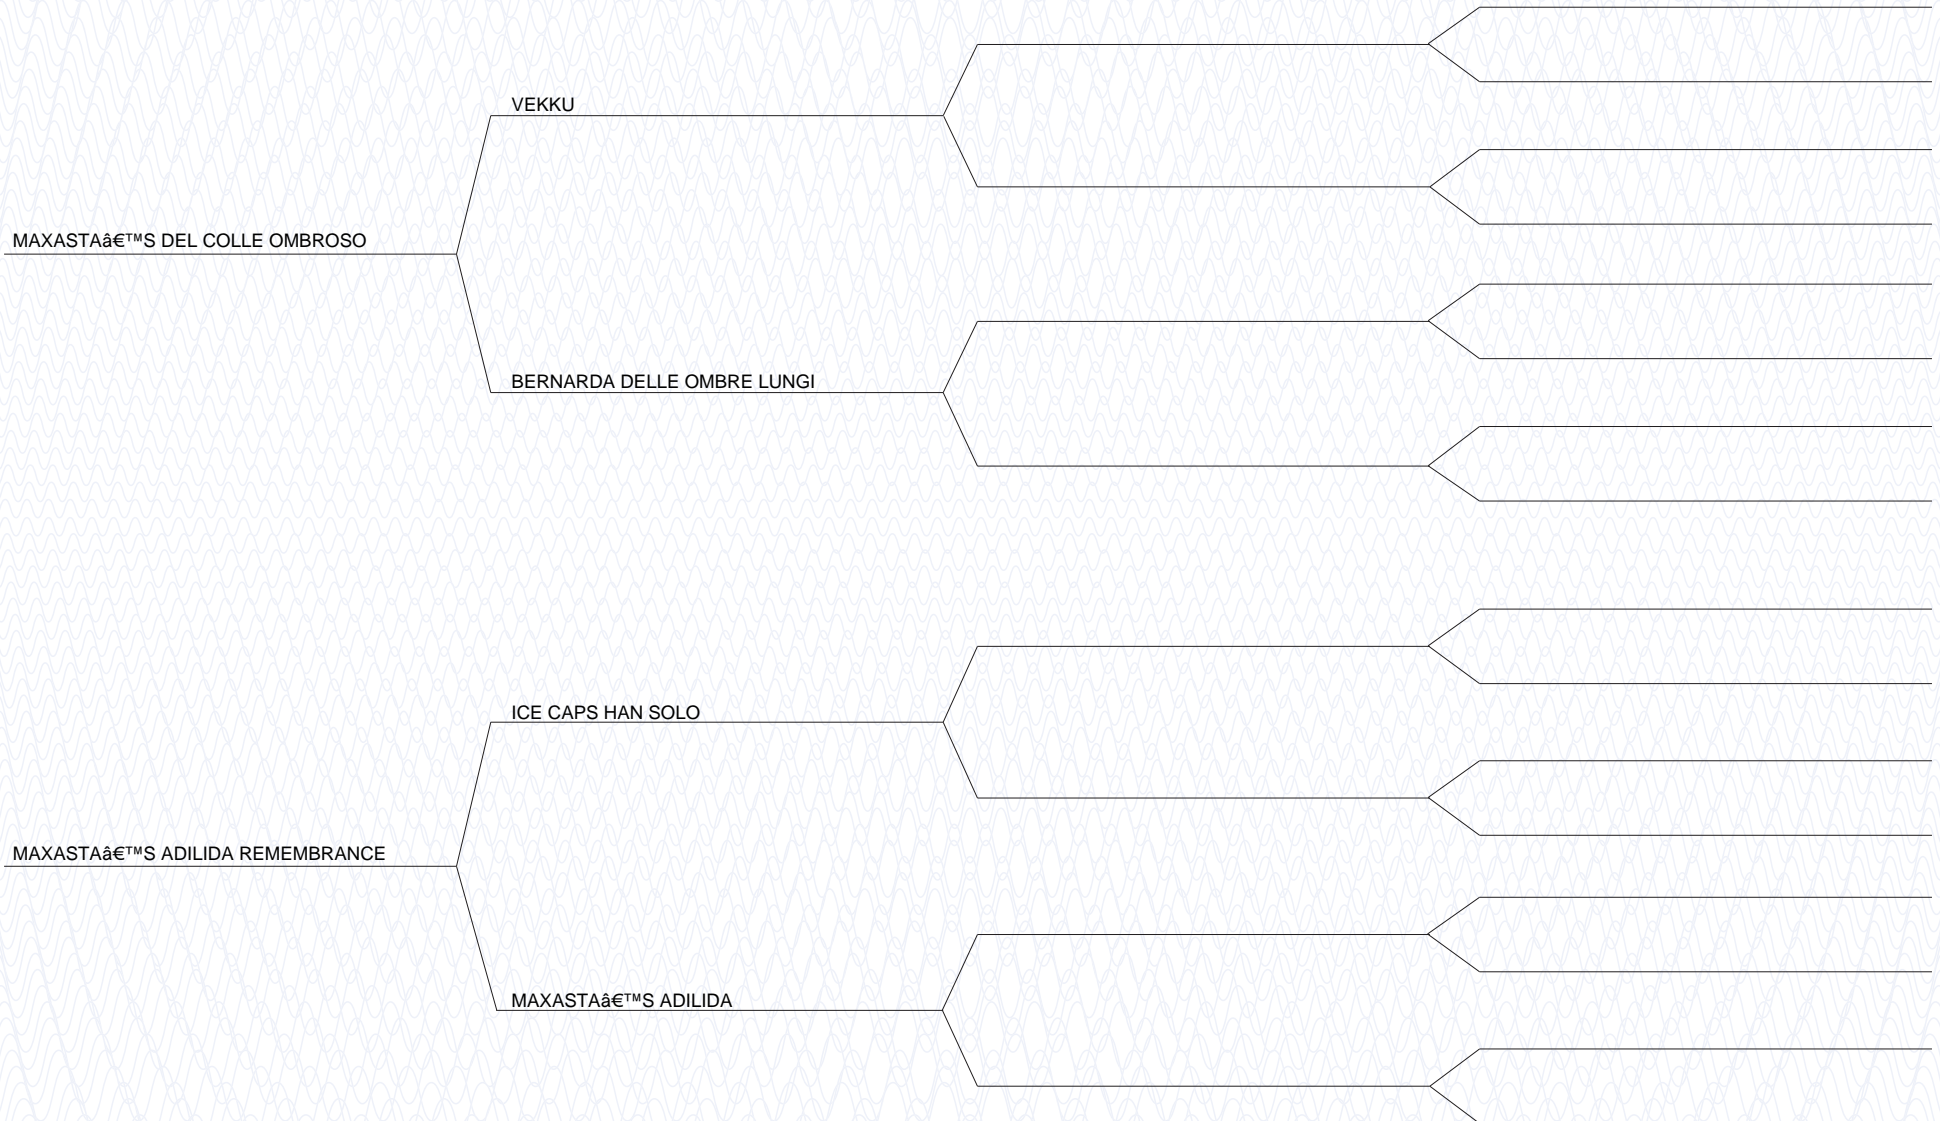 VEKKU
MAXASTAâ€™S DEL COLLE OMBROSO
BERNARDA DELLE OMBRE LUNGI
ICE CAPS HAN SOLO
MAXASTAâ€™S ADILIDA REMEMBRANCE
MAXASTAâ€™S ADILIDA